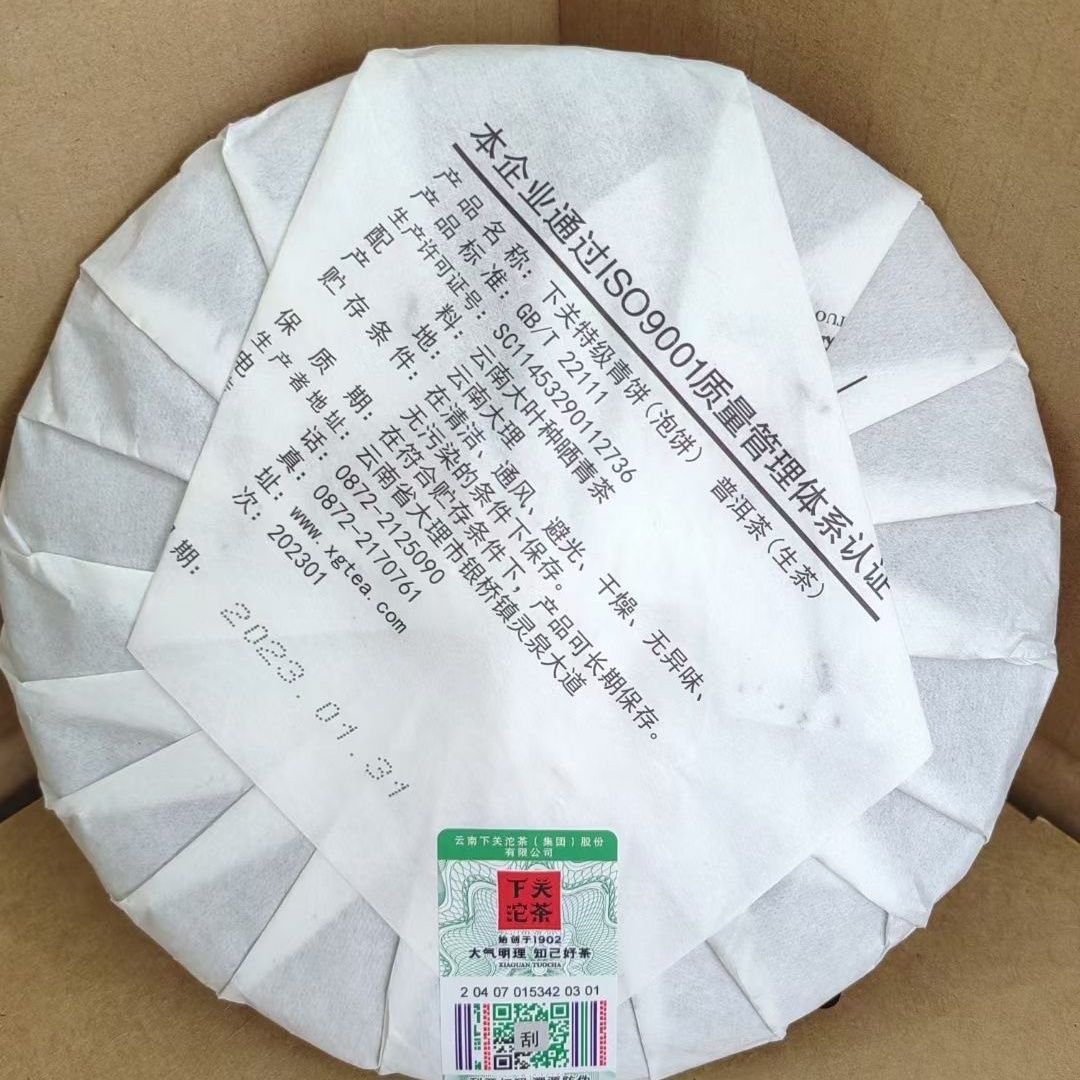 本企业通过ISO9001质量管理体系认证
产品名称：下关特级青饼（泡饼） 普洱茶（生茶）
产品标准：GB/T 22111
生产许可证号：SC11453290112736
配料：云南大叶种晒青茶
产地：云南大理
贮存条件：在清洁、通风、避光、干燥、无异味、
无污染的条件下保存。
保质期：在符合贮存条件下，产品可长期保存。
生产者地址：云南省大理市银桥镇灵泉大道
电话：0872-2125090
真：0872-2170761
址：www.xgtea.com
次：202301
期：
2023.01.31
云南下关沱茶（集团）股份
有限公司
下关
沱茶
始创于1902
大气明理 知己好茶
XIAGUAN TUOCHA
2 04 07 015342 03 01
刮